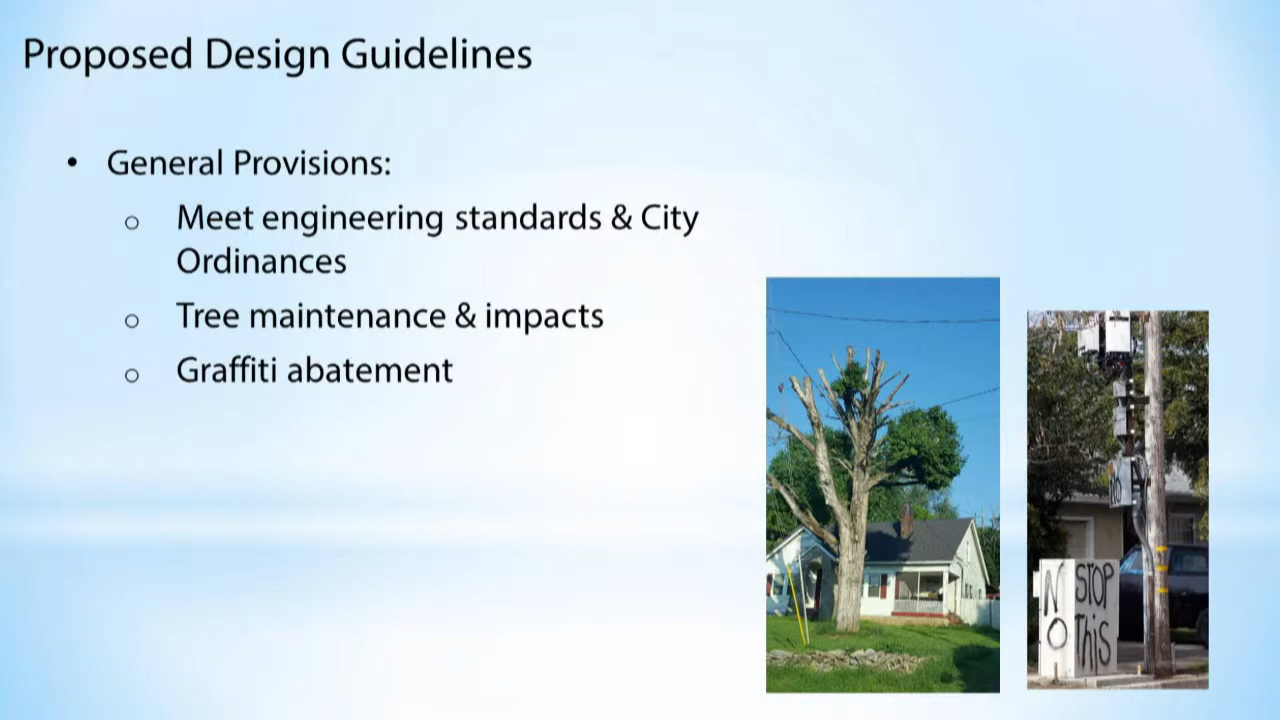 Proposed Design Guidelines
• General Provisions:
o Meet engineering standards & City
Ordinances
o Tree maintenance & impacts
o Graffiti abatement
N STOP
O THIS
NO